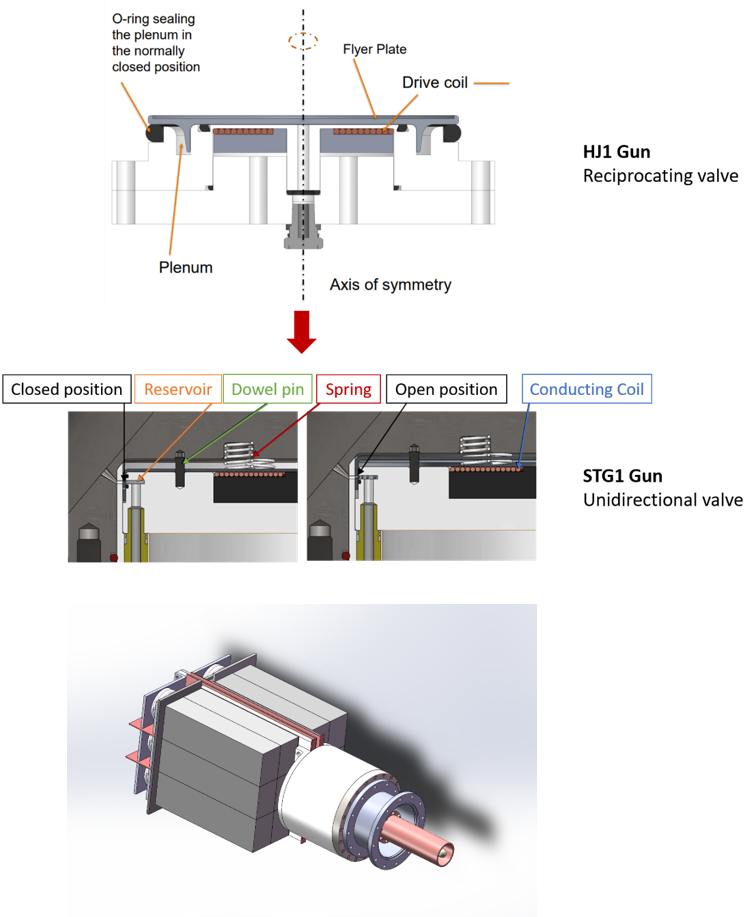 O-ring sealing
the plenum in
the normally
closed position
Flyer Plate
Drive coil
HJ1 Gun
Reciprocating valve
Plenum
Axis of symmetry
Closed position
Reservoir
Dowel pin
Spring
Open position
Conducting Coil
STG1 Gun
Unidirectional valve